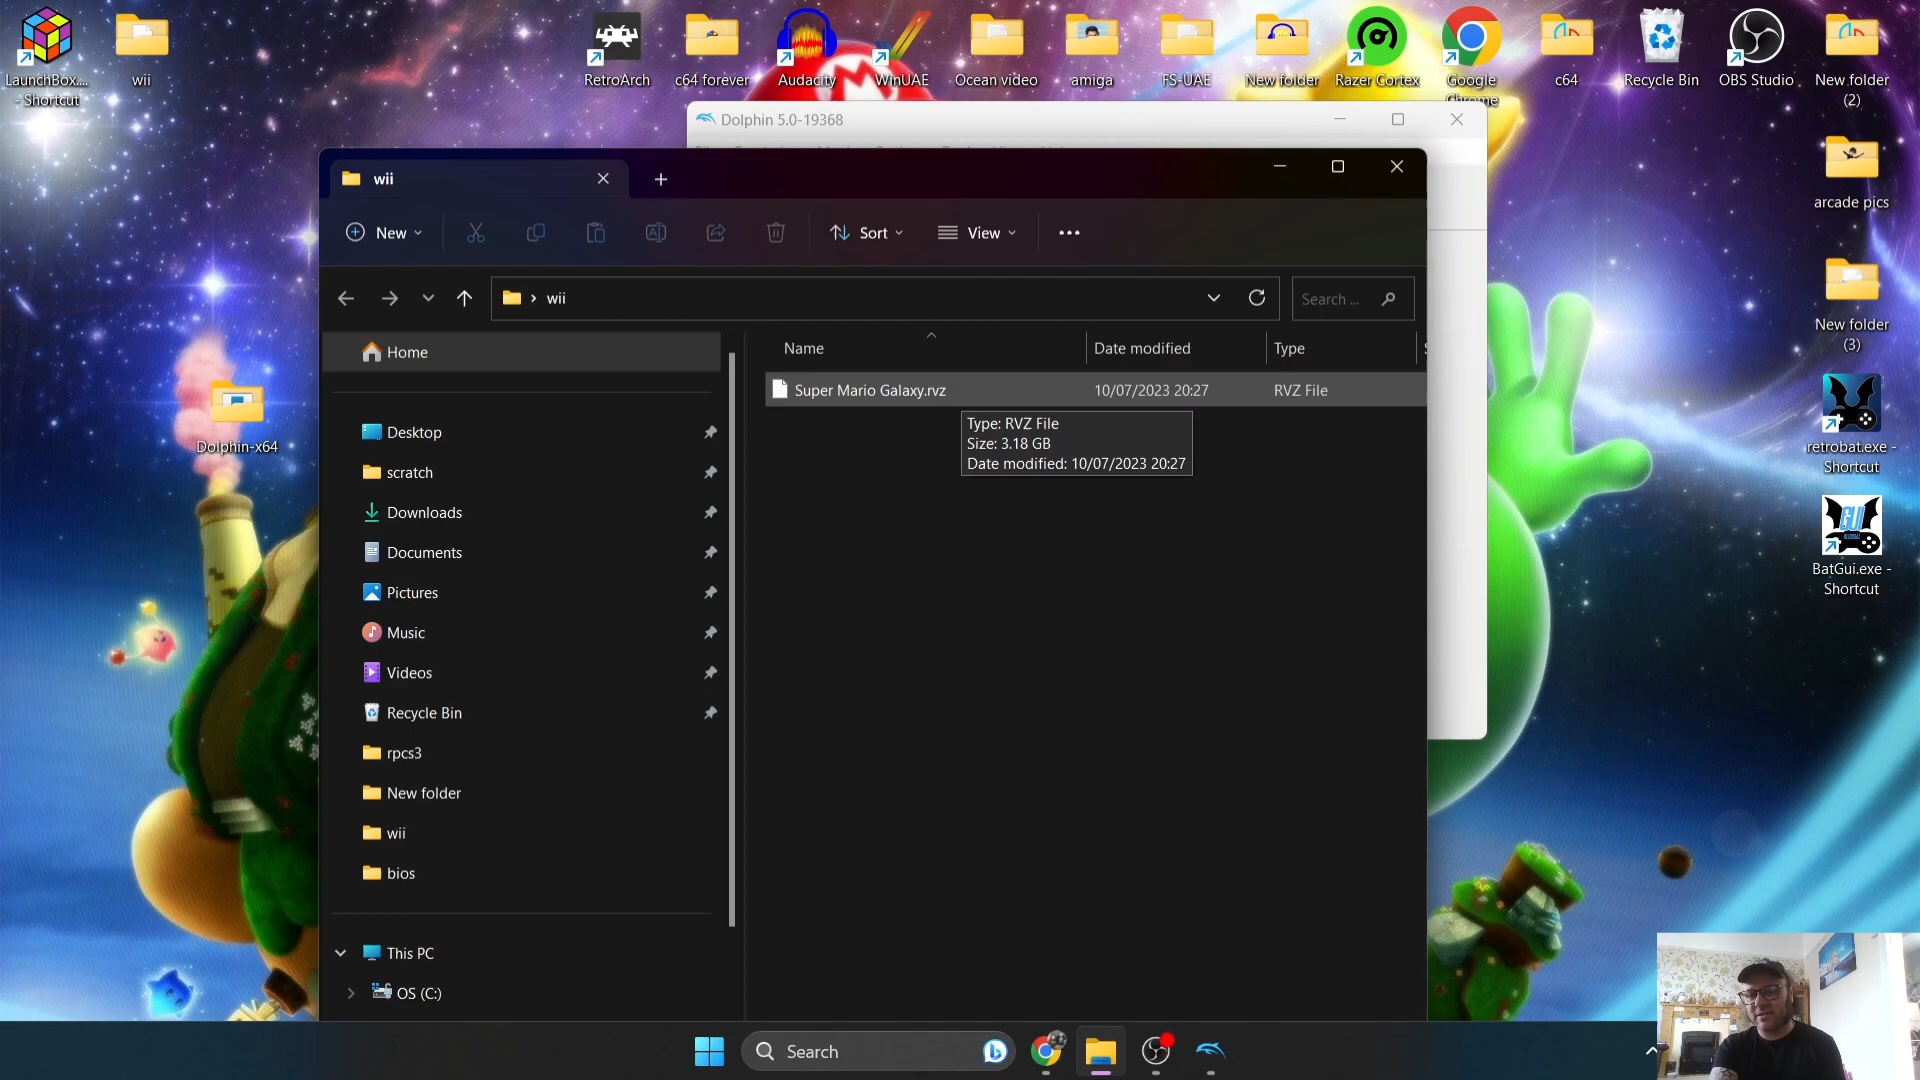 LaunchBox....
- Shortcut
wii
RetroArch
c64 forever
Audacity
WinUAE
Ocean video
amiga
FS-UAE
New folder
Razer Cortex
Google
Chrome
c64
Recycle Bin
OBS Studio
New folder
(2)
Dolphin 5.0-19368
wii
New
Sort
View
wii
Search ...
Home
Name
Date modified
Type
Super Mario Galaxy.rvz
10/07/2023 20:27
RVZ File
Type: RVZ File
Size: 3.18 GB
Date modified: 10/07/2023 20:27
Desktop
scratch
Downloads
Documents
Pictures
Music
Videos
Recycle Bin
rpcs3
New folder
wii
bios
This PC
OS (C:)
Dolphin-x64
arcade pics
New folder
(3)
retrobat.exe -
Shortcut
GUI
BatGui.exe -
Shortcut
Search